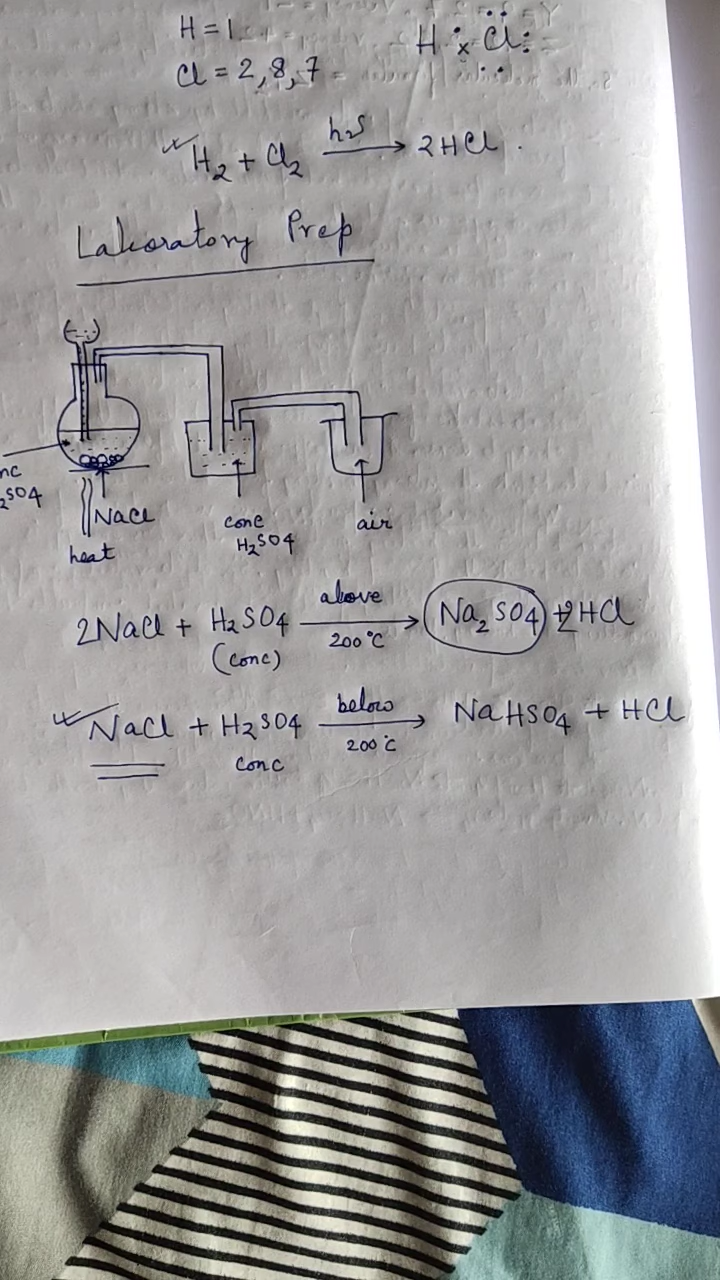 H = 1
Cl = 2, 8, 7
H × Cl
H₂ + Cl₂ hν → 2HCl .
Laboratory Prep
nc
₂SO4
NaCl
heat
conc
H₂SO4
air
2NaCl + H₂SO4 above 200°C → Na₂SO4 + 2HCl
(conc)
NaCl + H₂SO4 below 200°C → NaHSO4 + HCl
conc